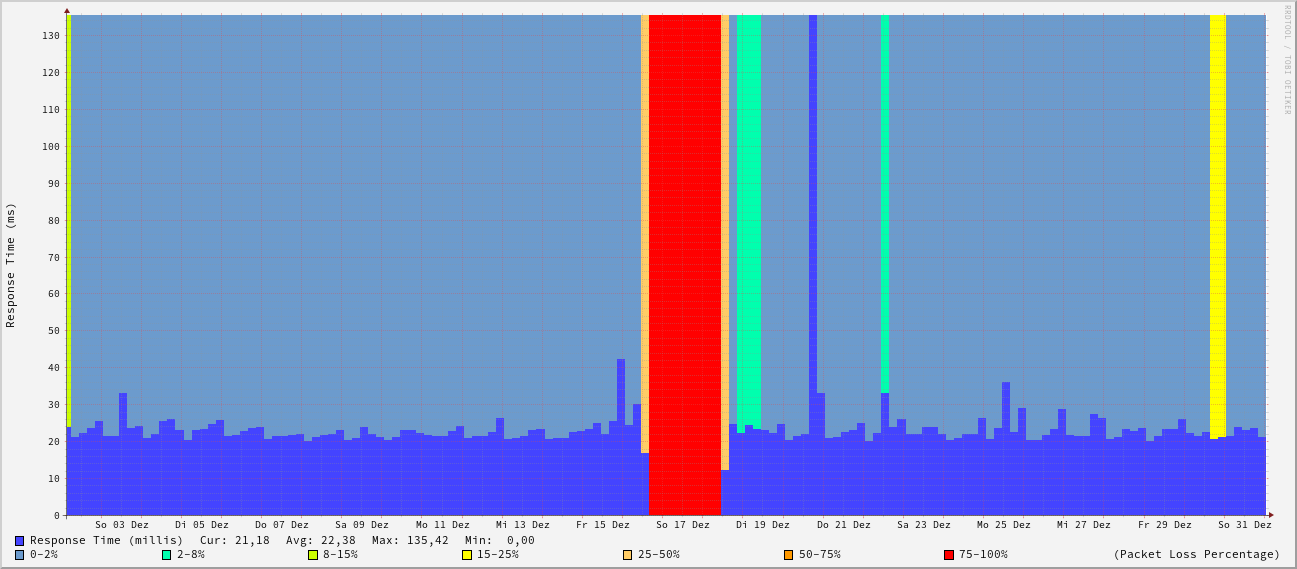 RRDTOOL / TOBI OETIKER
Response Time (ms)
130
120
110
100
90
80
70
60
50
40
30
20
10
0
So 03 Dez Di 05 Dez Do 07 Dez Sa 09 Dez Mo 11 Dez Mi 13 Dez Fr 15 Dez So 17 Dez Di 19 Dez Do 21 Dez Sa 23 Dez Mo 25 Dez Mi 27 Dez Fr 29 Dez So 31 Dez
Response Time (millis) Cur: 21,18 Avg: 22,38 Max: 135,42 Min: 0,00
0-2% 2-8% 8-15% 15-25% 25-50% 50-75% 75-100% (Packet Loss Percentage)